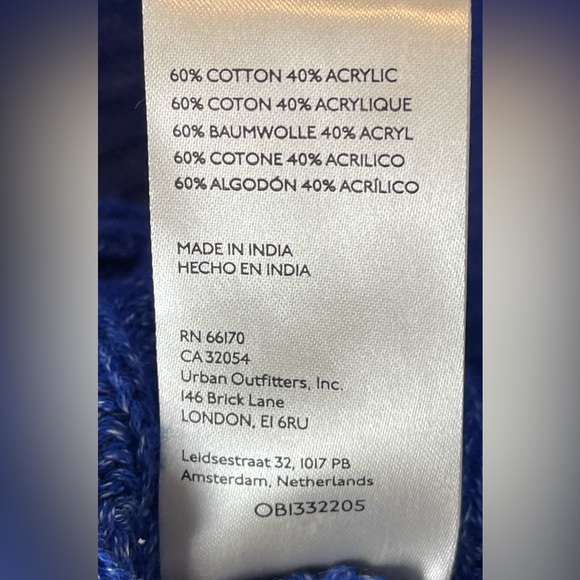 60% COTTON 40% ACRYLIC
60% COTON 40% ACRYLIQUE
60% BAUMWOLLE 40% ACRYL
60% COTONE 40% ACRILICO
60% ALGODÓN 40% ACRÍLICO
MADE IN INDIA
HECHO EN INDIA
RN 66170
CA 32054
Urban Outfitters, Inc.
146 Brick Lane
LONDON, E1 6RU
Leidsestraat 32, 1017 PB
Amsterdam, Netherlands
OB1332205